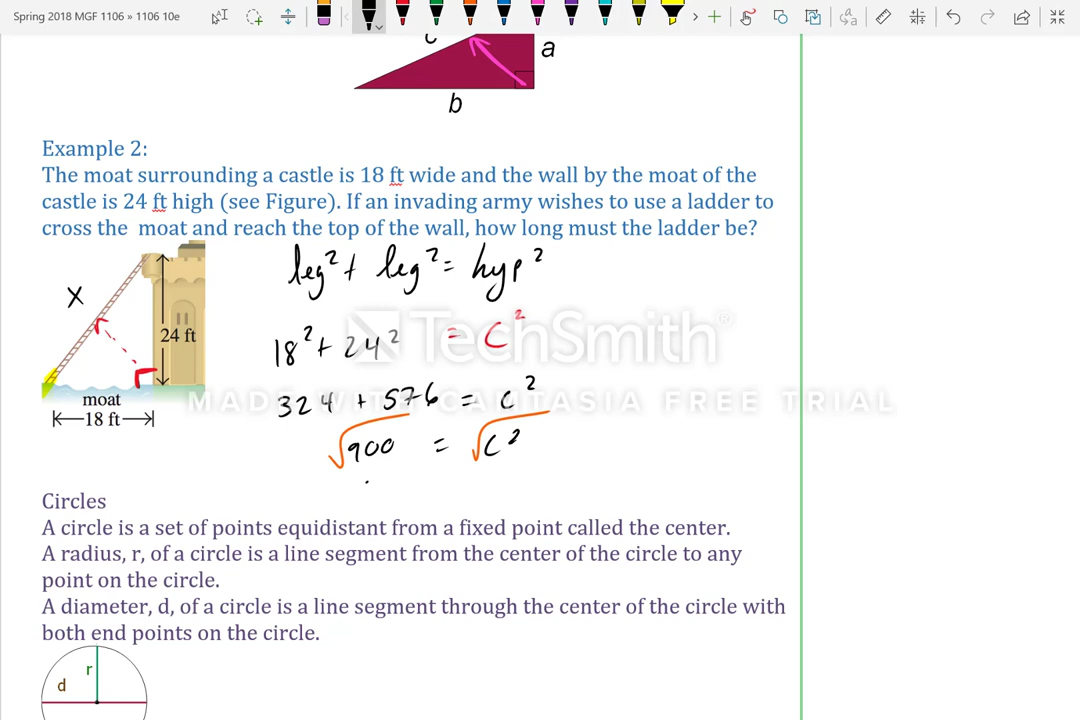 Spring 2018 MGF 1106 » 1106 10e
c
a
b
Example 2:
The moat surrounding a castle is 18 ft wide and the wall by the moat of the
castle is 24 ft high (see Figure). If an invading army wishes to use a ladder to
cross the moat and reach the top of the wall, how long must the ladder be?
leg² + leg² = hyp²
x
18² + 24² = c²
24 ft
TechSmith®
MADE WITH CAMTASIA FREE TRIAL
324 + 576 = c²
moat
18 ft
√900 = √c²
Circles
A circle is a set of points equidistant from a fixed point called the center.
A radius, r, of a circle is a line segment from the center of the circle to any
point on the circle.
A diameter, d, of a circle is a line segment through the center of the circle with
both end points on the circle.
r
d